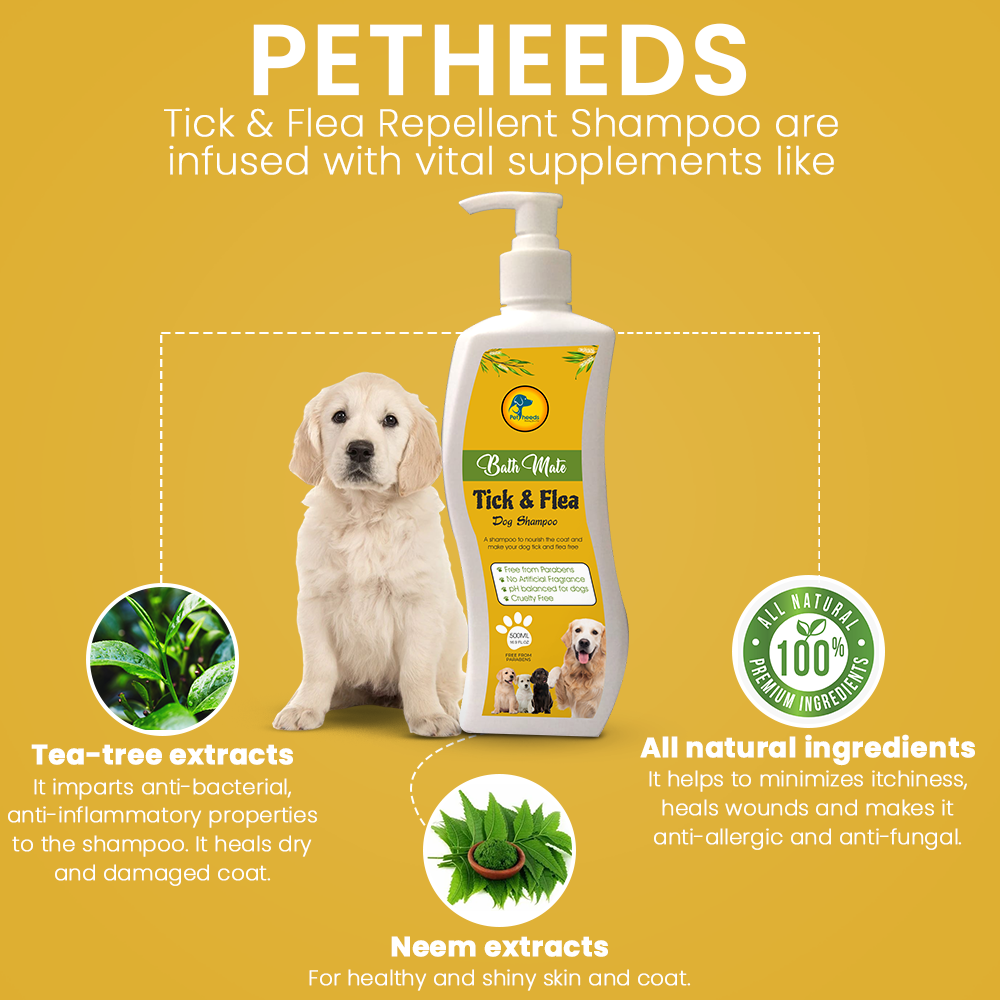 PETHEEDS
Tick & Flea Repellent Shampoo are
infused with vital supplements like
Petheeds
Bath Mate
Tick & Flea
Dog Shampoo
A shampoo to nourish the coat and
make your dog tick and flea free
Free from Parabens
No Artificial Fragrance
pH balanced for dogs
Cruelty Free
500ML
FREE FROM
PARABENS
ALL NATURAL
100%
PREMIUM INGREDIENTS
Tea-tree extracts
It imparts anti-bacterial,
anti-inflammatory properties
to the shampoo. It heals dry
and damaged coat.
All natural ingredients
It helps to minimizes itchiness,
heals wounds and makes it
anti-allergic and anti-fungal.
Neem extracts
For healthy and shiny skin and coat.